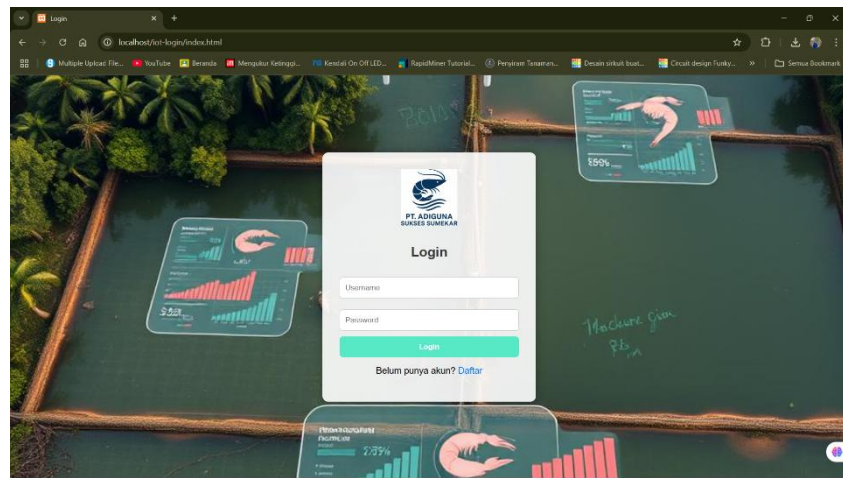 Login
localhost/iot-login/index.html
Multiple Upload File...
YouTube
Beranda
Mengukur Ketinggi...
Kendali On Off LED...
RapidMiner Tutorial...
Penyiram Tanaman...
Desain sirkuit buat...
Circuit design Funky...
Semua Bookmark
PT. ADIGUNA
SUKSES SUMEKAR
Login
Username
Password
Login
Belum punya akun? Daftar